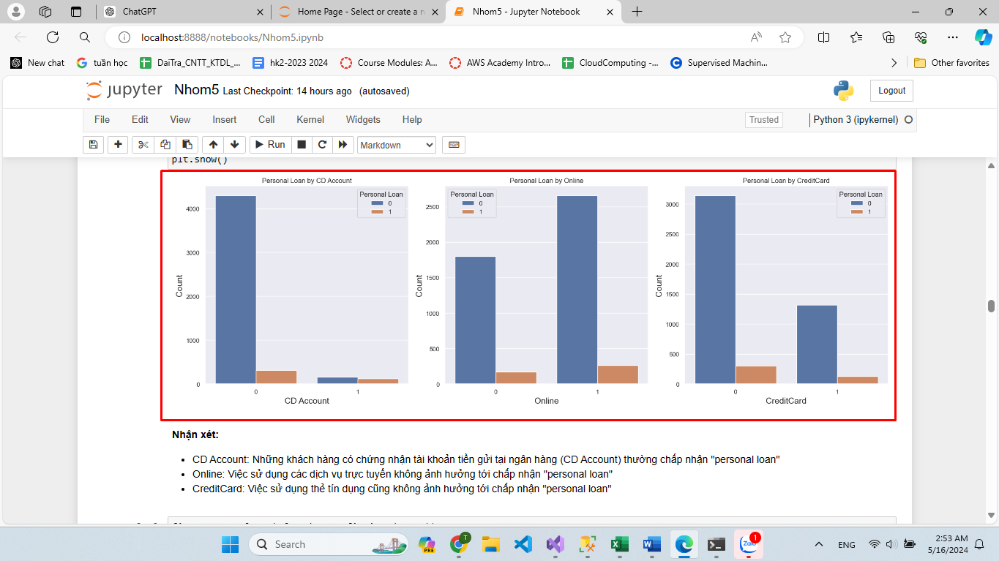 ChatGPT
Home Page - Select or create a n
Nhom5 - Jupyter Notebook
localhost:8888/notebooks/Nhom5.ipynb
New chat
tuần học
DaiTra_CNTT_KTDL_...
hk2-2023 2024
Course Modules: A...
AWS Academy Intro...
CloudComputing -...
Supervised Machin...
Other favorites
jupyter Nhom5 Last Checkpoint: 14 hours ago (autosaved)
Logout
File Edit View Insert Cell Kernel Widgets Help
Trusted
Python 3 (ipykernel)
Run
Markdown
plt.show()
Personal Loan by CD Account
Personal Loan
0
1
4000
3000
2000
1000
0
Count
0 1
CD Account
Personal Loan by Online
Personal Loan
0
1
2500
2000
1500
1000
500
0
Count
0 1
Online
Personal Loan by CreditCard
Personal Loan
0
1
3000
2500
2000
1500
1000
500
0
Count
0 1
CreditCard
Nhận xét:
CD Account: Những khách hàng có chứng nhận tài khoản tiền gửi tại ngân hàng (CD Account) thường chấp nhận "personal loan"
Online: Việc sử dụng các dịch vụ trực tuyến không ảnh hưởng tới chấp nhận "personal loan"
CreditCard: Việc sử dụng thẻ tín dụng cũng không ảnh hưởng tới chấp nhận "personal loan"
Search
PRE
T
Zalo
1
ENG
2:53 AM
5/16/2024